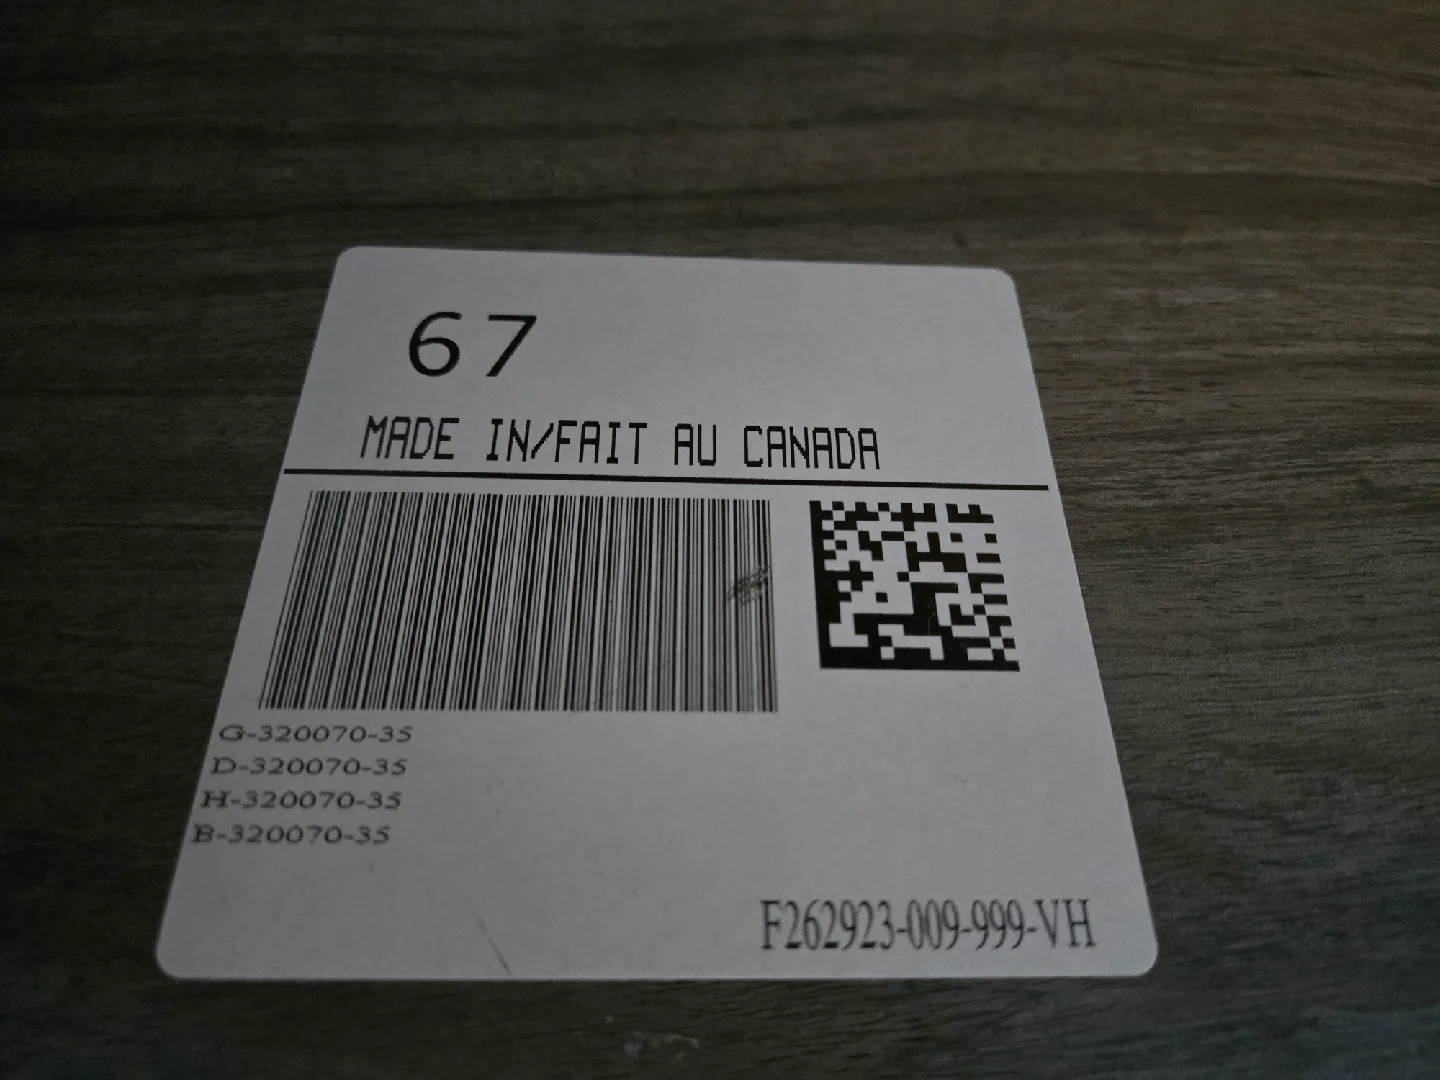 67
MADE IN/FAIT AU CANADA
G-320070-35
D-320070-35
H-320070-35
B-320070-35
F262923-009-999-VH